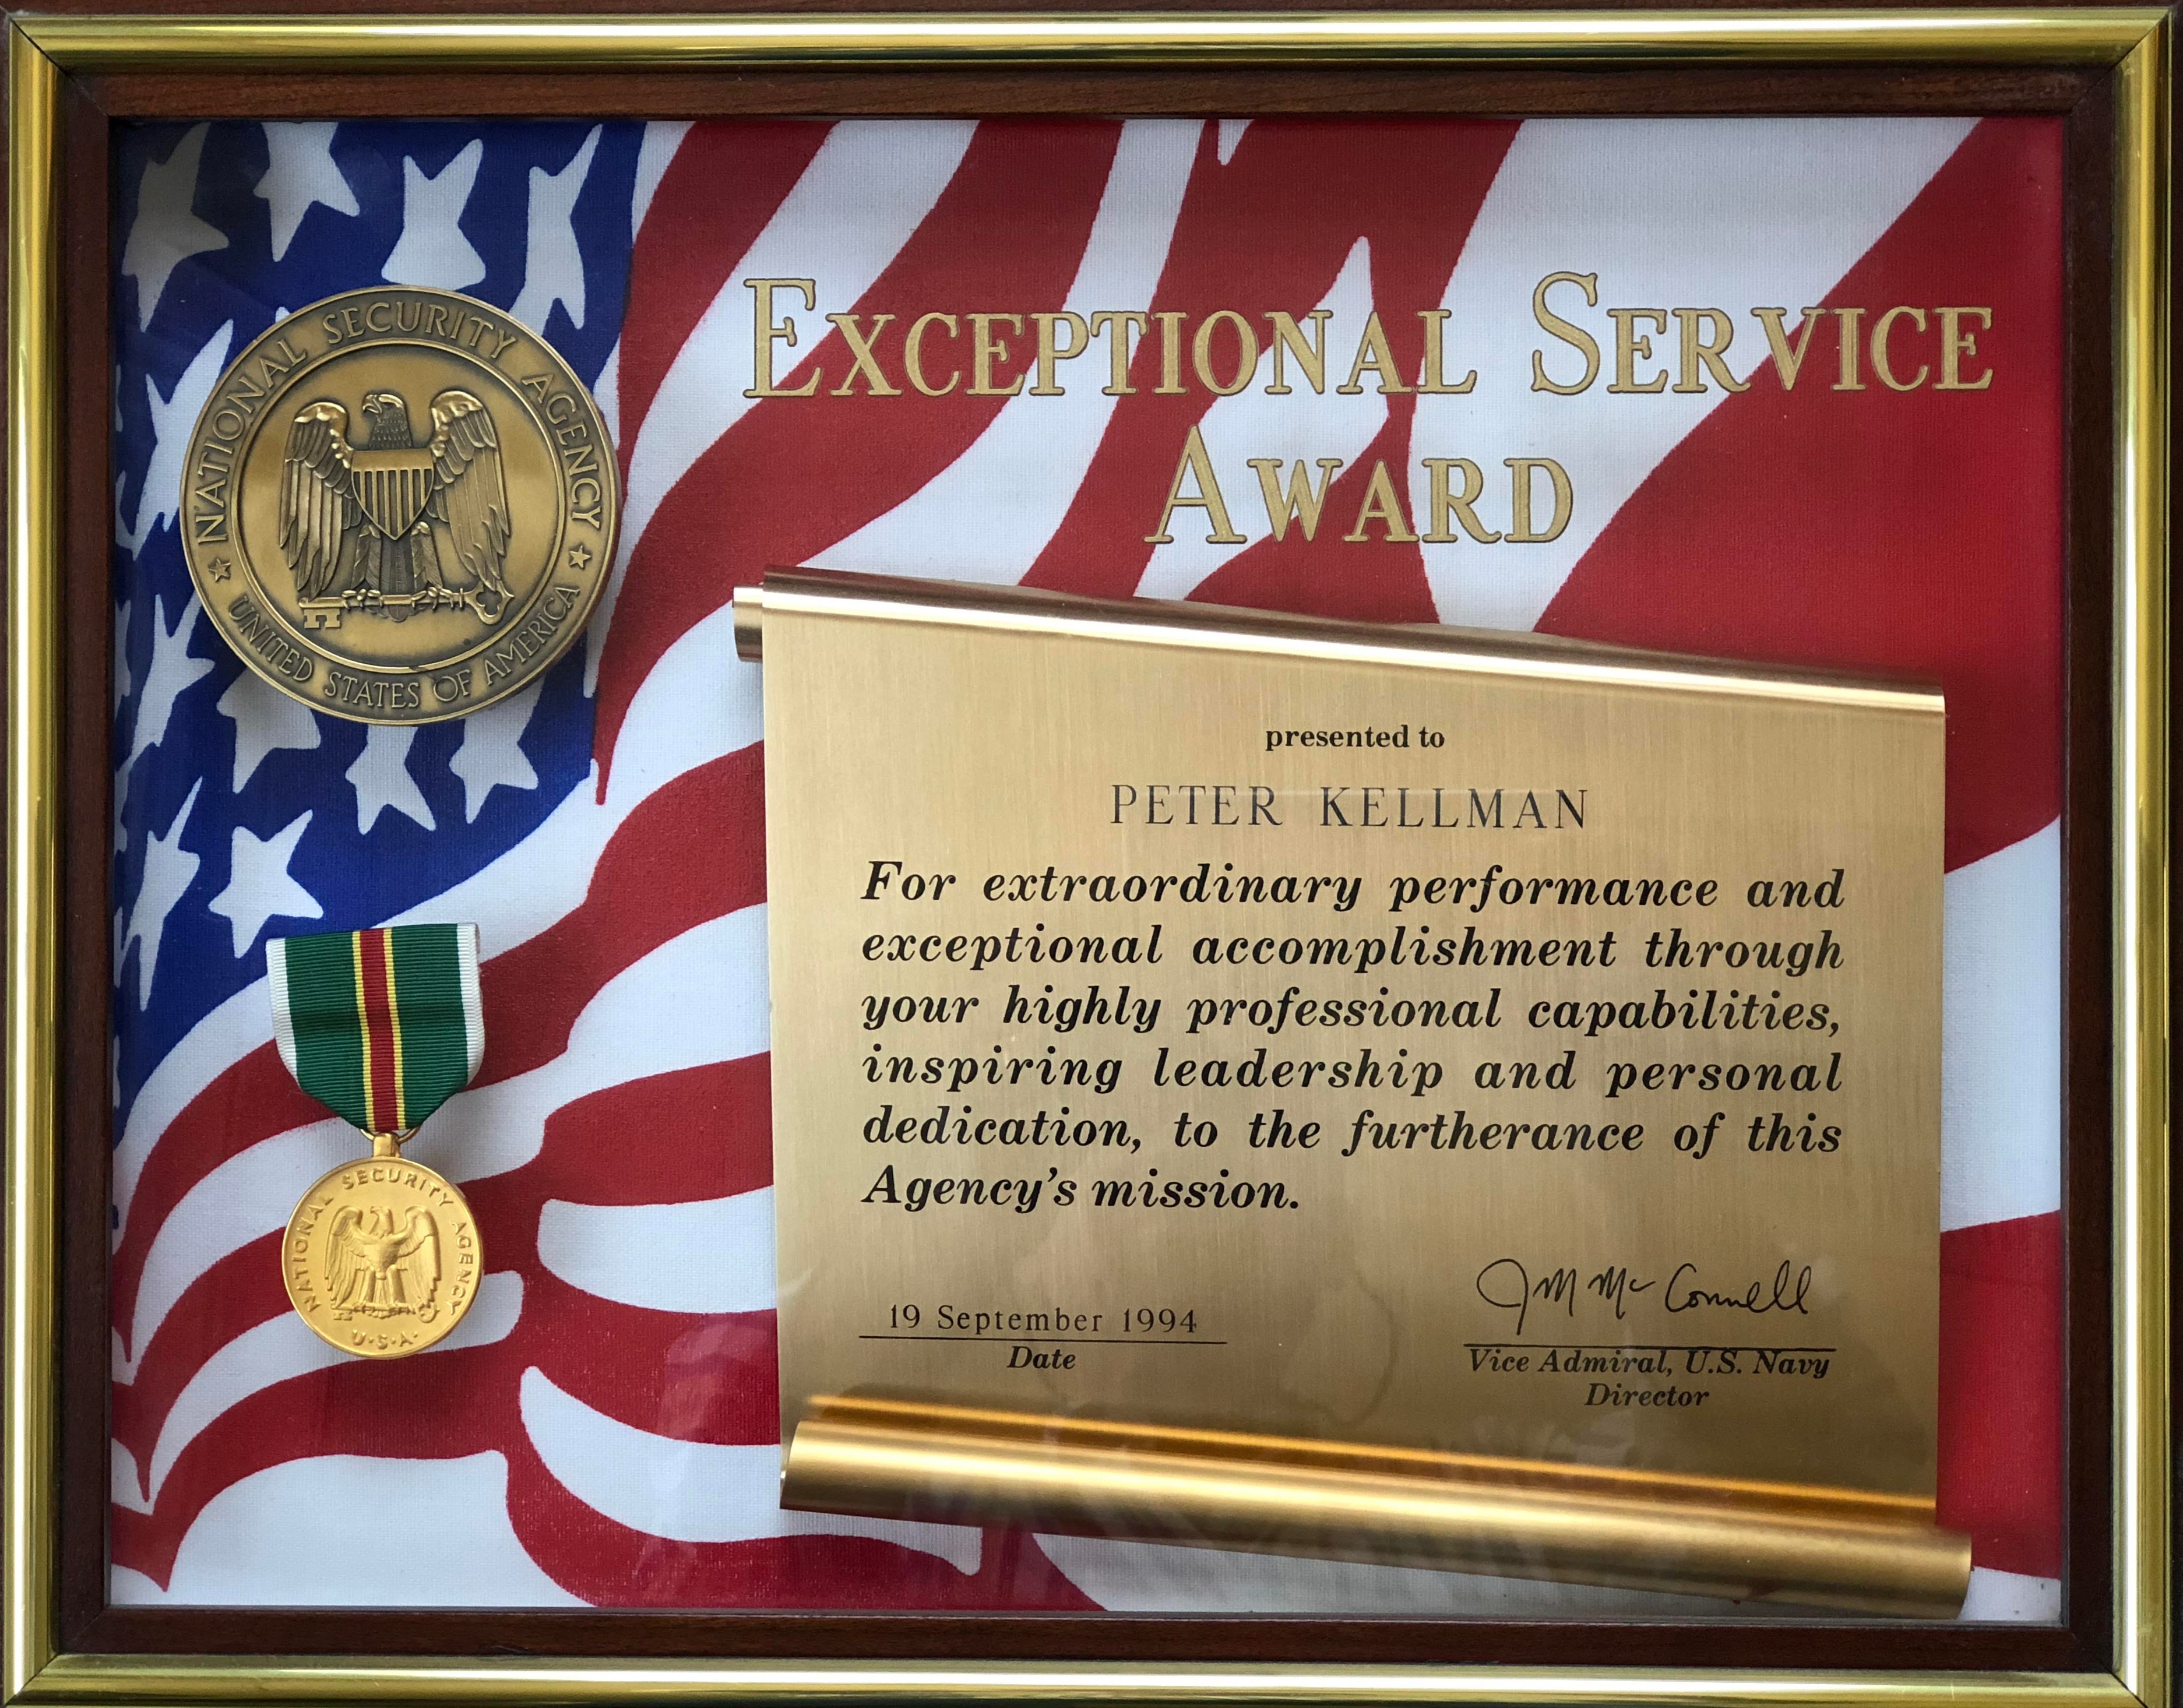 NATIONAL SECURITY AGENCY
UNITED STATES OF AMERICA
EXCEPTIONAL SERVICE
AWARD
presented to
PETER KELLMAN
For extraordinary performance and
exceptional accomplishment through
your highly professional capabilities,
inspiring leadership and personal
dedication, to the furtherance of this
Agency's mission.
J M McConnell
19 September 1994
Date
Vice Admiral, U.S. Navy
Director
NATIONAL SECURITY AGENCY
U·S·A·